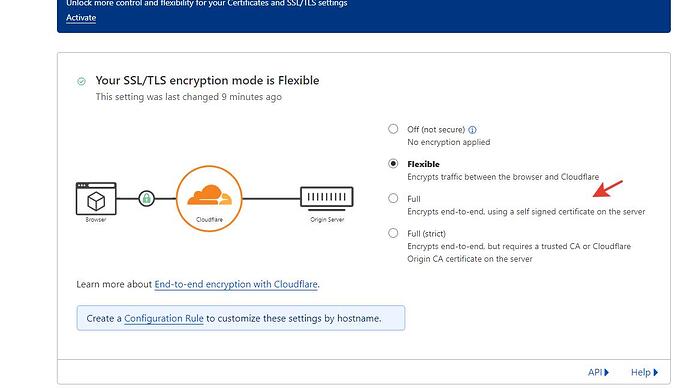 Unlock more control and flexibility for your Certificates and SSL/TLS settings
Activate
Your SSL/TLS encryption mode is Flexible
This setting was last changed 9 minutes ago
Off (not secure)
No encryption applied
Flexible
Encrypts traffic between the browser and Cloudflare
Full
Encrypts end-to-end, using a self signed certificate on the server
Full (strict)
Encrypts end-to-end, but requires a trusted CA or Cloudflare
Origin CA certificate on the server
Browser
Cloudflare
Origin Server
Learn more about End-to-end encryption with Cloudflare.
Create a Configuration Rule to customize these settings by hostname.
API
Help